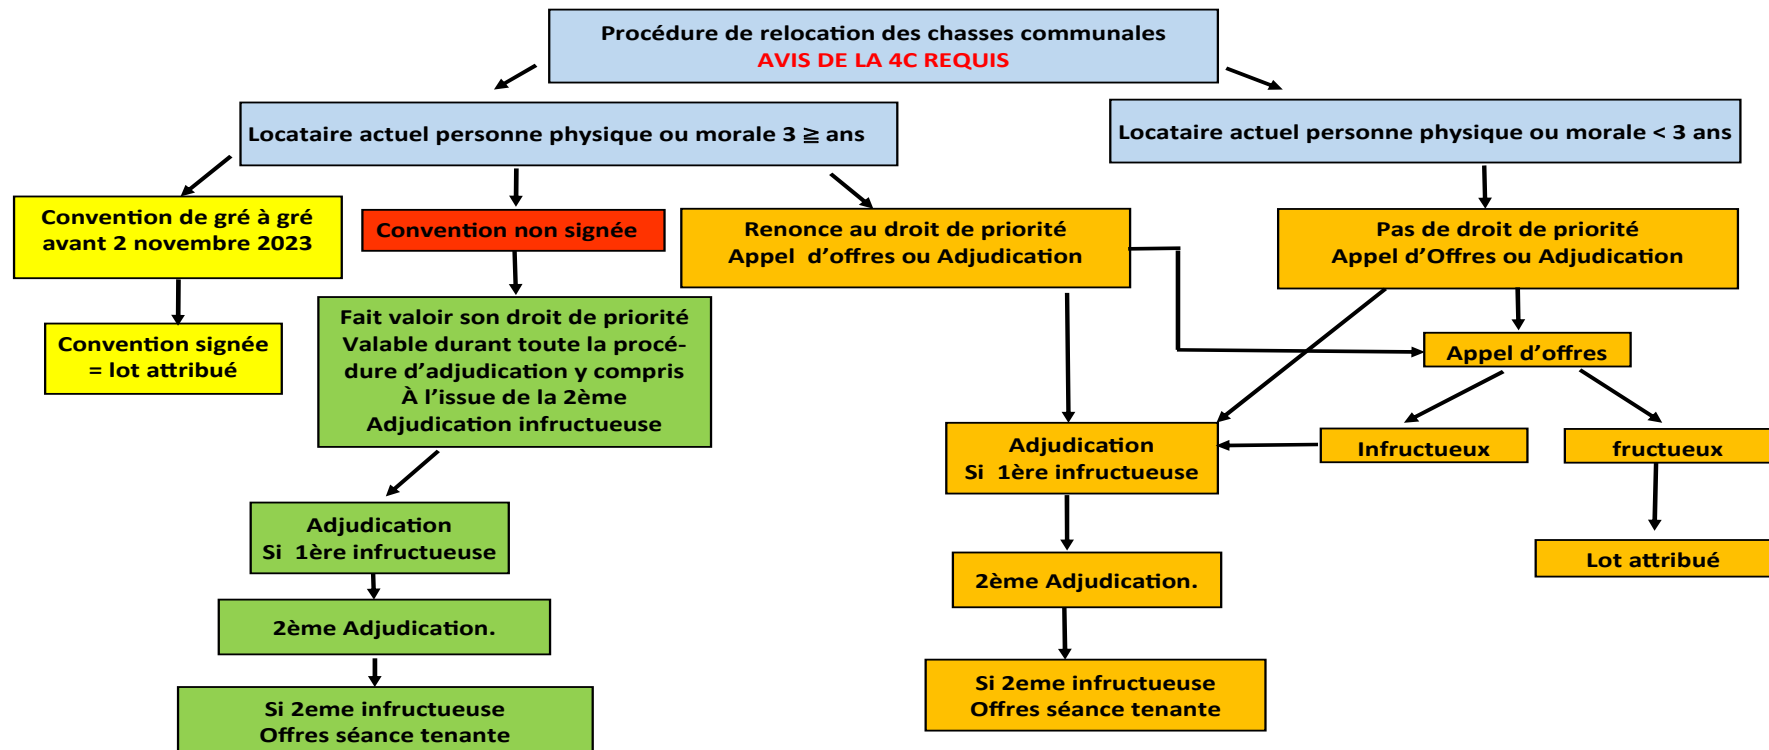 Procédure de relocation des chasses communales
AVIS DE LA 4C REQUIS
Locataire actuel personne physique ou morale 3 ≧ ans
Locataire actuel personne physique ou morale < 3 ans
Convention de gré à gré
avant 2 novembre 2023
Convention non signée
Renonce au droit de priorité
Appel  d’offres ou Adjudication
Pas de droit de priorité
Appel d’Offres ou Adjudication
Convention signée
= lot attribué
Fait valoir son droit de priorité
Valable durant toute la procé-
dure d’adjudication y compris
À l’issue de la 2ème
Adjudication infructueuse
Appel d’offres
Adjudication
Si  1ère infructueuse
Infructueux
fructueux
Adjudication
Si  1ère infructueuse
Lot attribué
2ème Adjudication.
2ème Adjudication.
Si 2eme infructueuse
Offres séance tenante
Si 2eme infructueuse
Offres séance tenante